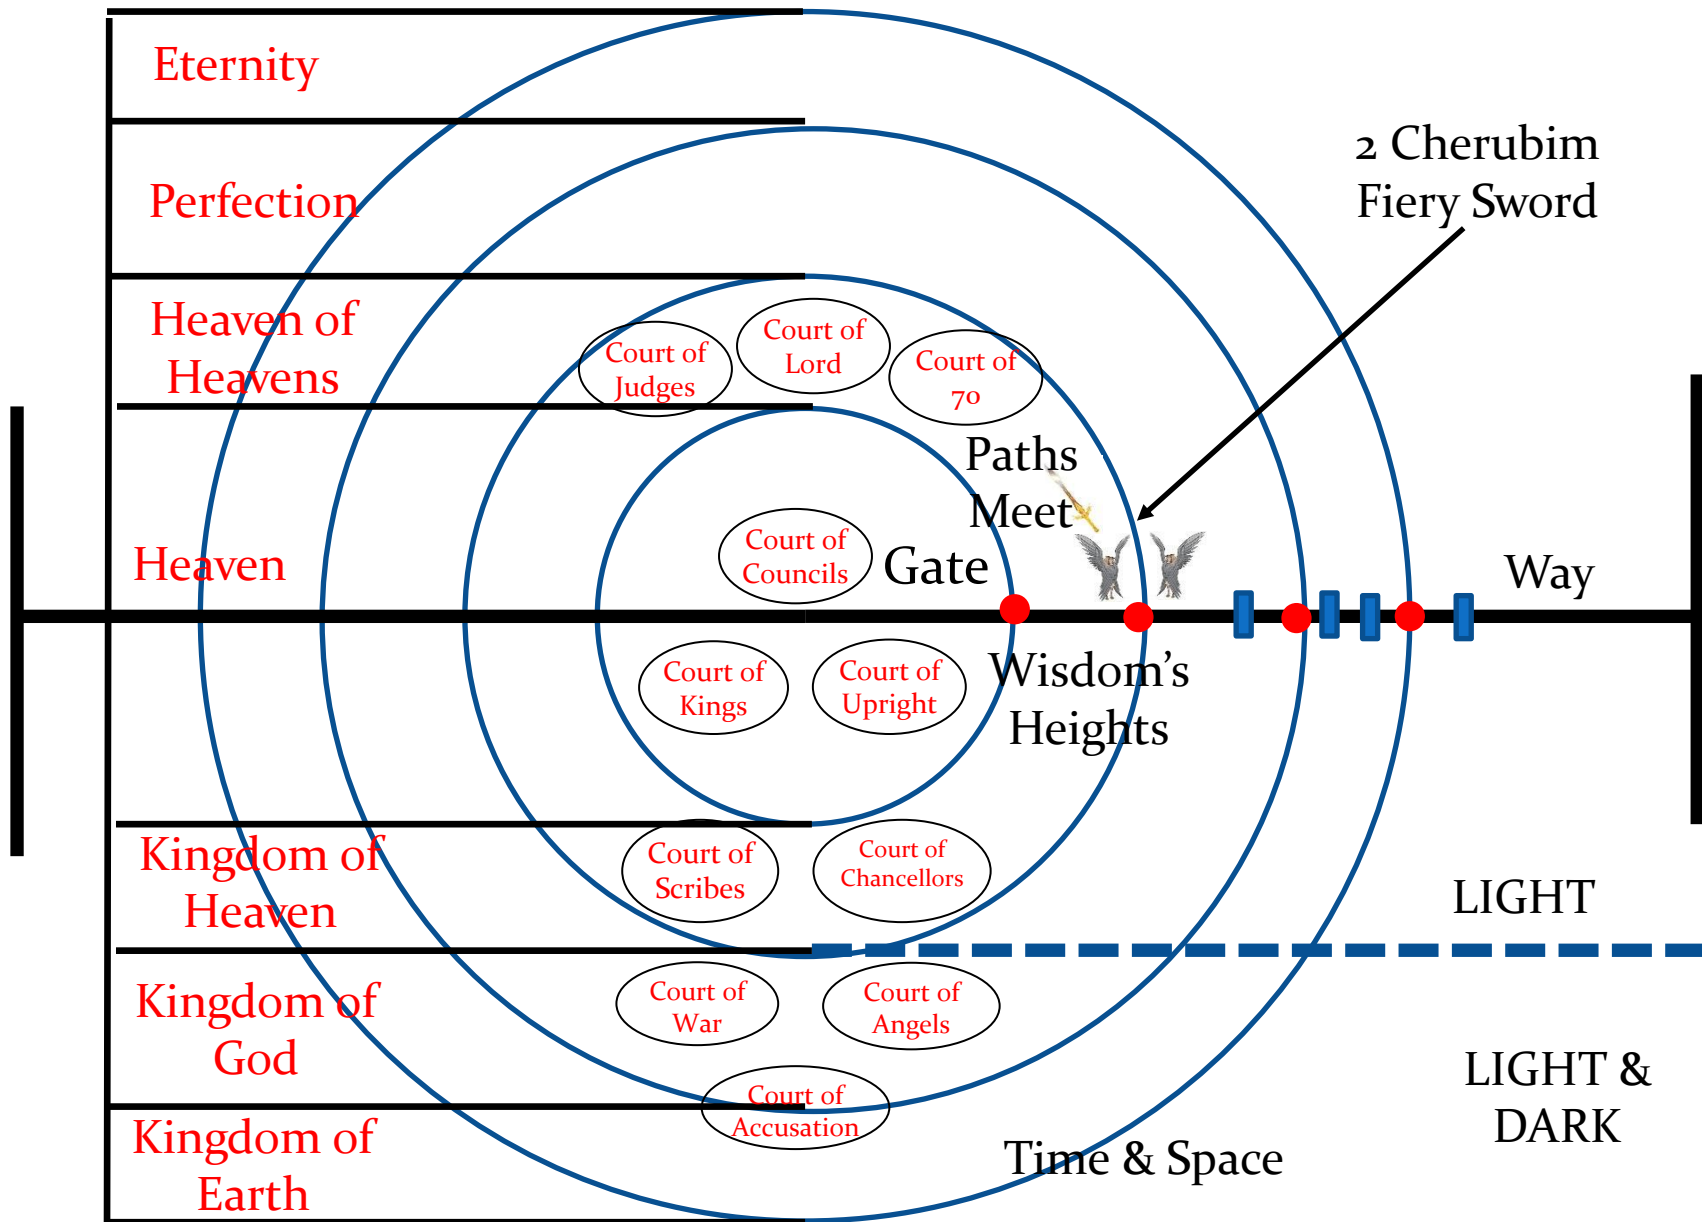 Eternity
2 Cherubim
Fiery Sword
Perfection
Heaven of
Heavens
Court of
Judges
Court of
Lord
Court of
70
Paths
Meet
Heaven
Court of
Councils
Gate
Way
Court of
Kings
Court of
Upright
Wisdom's
Heights
Kingdom of
Heaven
Court of
Scribes
Court of
Chancellors
LIGHT
Kingdom of
God
Court of
War
Court of
Angels
LIGHT &
DARK
Court of
Accusation
Kingdom of
Earth
Time & Space